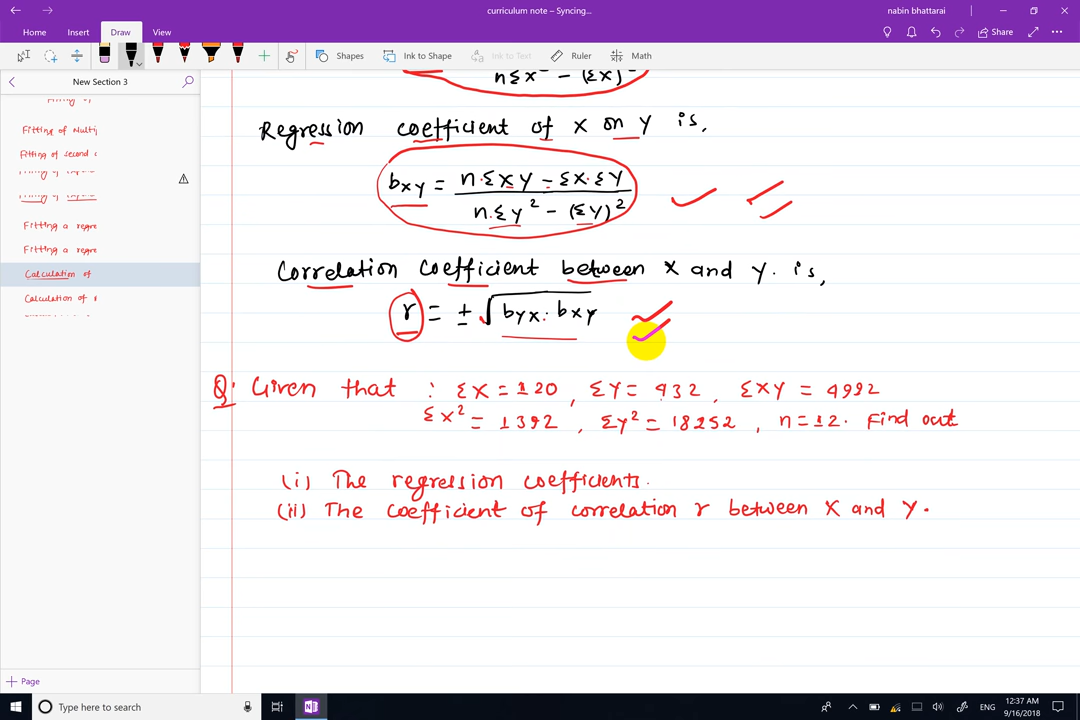 curriculum note - Syncing...
nabin bhattarai
Home Insert Draw View
Share
Ink to Shape
Shapes
Ink to Text
Ruler
Math
New Section 3
Fitting of Multip
Fitting of second
Fitting a regre
Fitting a regre
Calculation of
Calculation of
Page
nΣx² - (Σx)²
Regression coefficient of X on Y is,
bxy = n.Σxy - Σx.Σy
n.Σy² - (Σy)²
Correlation coefficient between X and Y. is,
r = ± √byx. bxy
Q: Given that : ΣX = 120, ΣY = 432, ΣXY = 4992
ΣX² = 1392, ΣY² = 18252, n = 12. Find out
(i) The regression coefficients.
(ii) The coefficient of correlation r between X and Y.
Type here to search
ENG
12:37 AM
9/16/2018